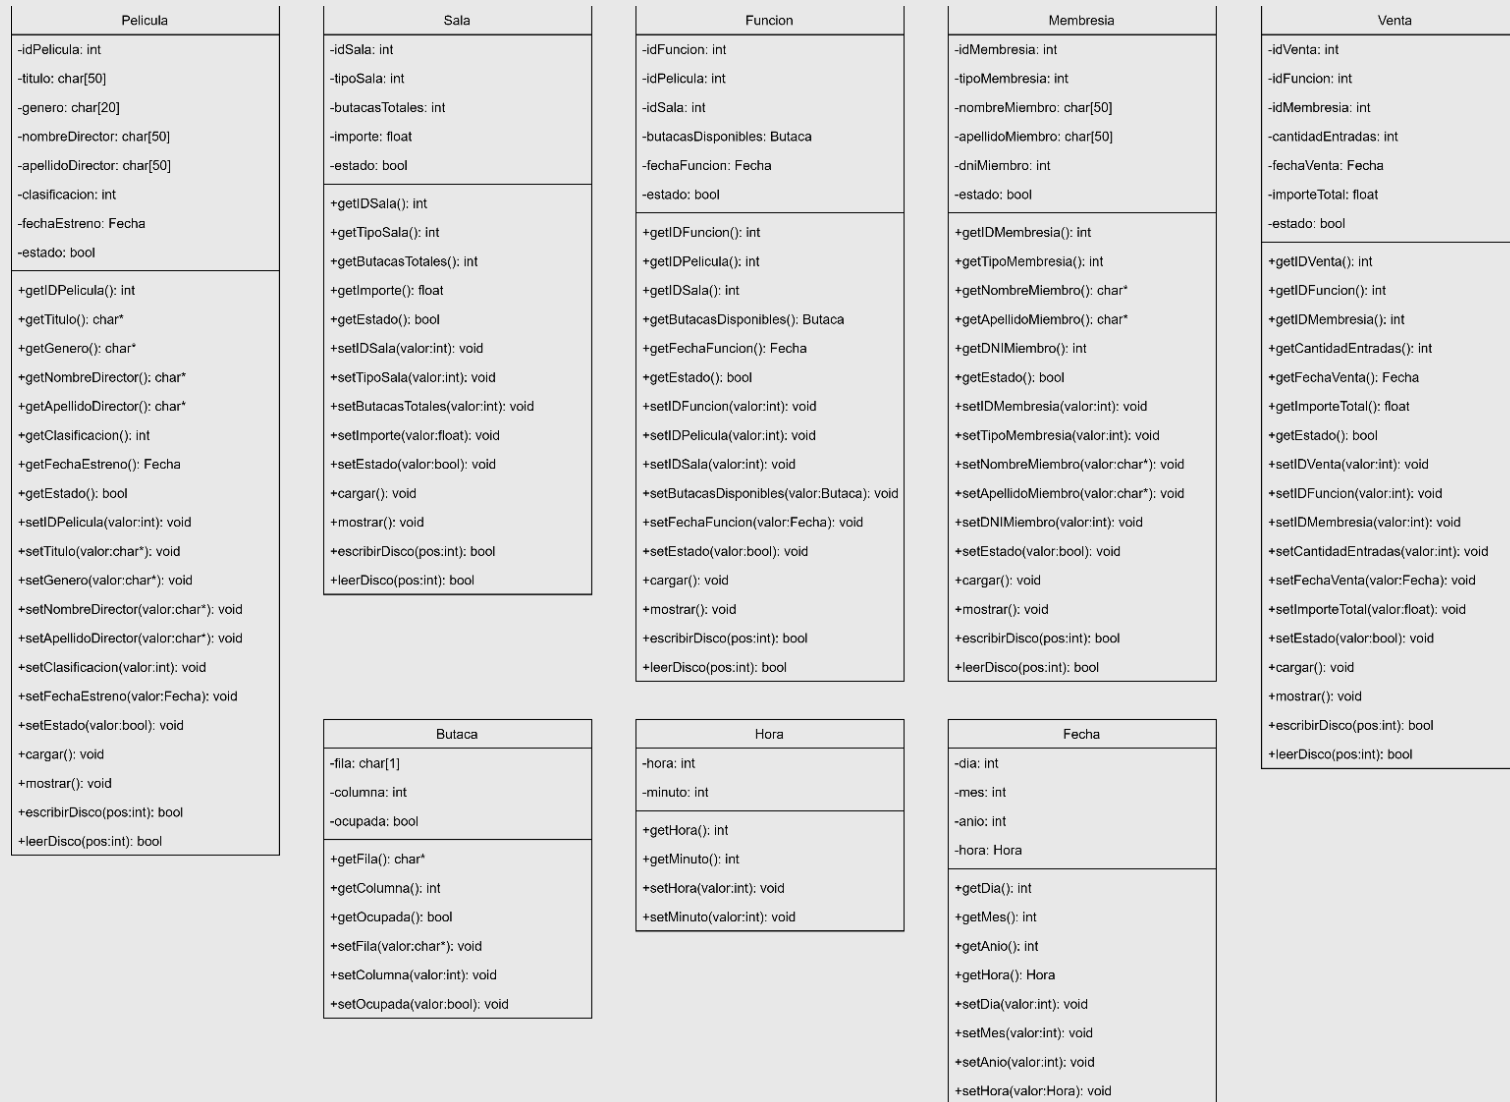 Pelicula
-idPelicula: int
-titulo: char[50]
-genero: char[20]
-nombreDirector: char[50]
-apellidoDirector: char[50]
-clasificacion: int
-fechaEstreno: Fecha
-estado: bool
+getIDPelicula(): int
+getTitulo(): char*
+getGenero(): char*
+getNombreDirector(): char*
+getApellidoDirector(): char*
+getClasificacion(): int
+getFechaEstreno(): Fecha
+getEstado(): bool
+setIDPelicula(valor:int): void
+setTitulo(valor:char*): void
+setGenero(valor:char*): void
+setNombreDirector(valor:char*): void
+setApellidoDirector(valor:char*): void
+setClasificacion(valor:int): void
+setFechaEstreno(valor:Fecha): void
+setEstado(valor:bool): void
+cargar(): void
+mostrar(): void
+escribirDisco(pos:int): bool
+leerDisco(pos:int): bool
Sala
-idSala: int
-tipoSala: int
-butacasTotales: int
-importe: float
-estado: bool
+getIDSala(): int
+getTipoSala(): int
+getButacasTotales(): int
+getImporte(): float
+getEstado(): bool
+setIDSala(valor:int): void
+setTipoSala(valor:int): void
+setButacasTotales(valor:int): void
+setImporte(valor:float): void
+setEstado(valor:bool): void
+cargar(): void
+mostrar(): void
+escribirDisco(pos:int): bool
+leerDisco(pos:int): bool
Funcion
-idFuncion: int
-idPelicula: int
-idSala: int
-butacasDisponibles: Butaca
-fechaFuncion: Fecha
-estado: bool
+getIDFuncion(): int
+getIDPelicula(): int
+getIDSala(): int
+getButacasDisponibles(): Butaca
+getFechaFuncion(): Fecha
+getEstado(): bool
+setIDFuncion(valor:int): void
+setIDPelicula(valor:int): void
+setIDSala(valor:int): void
+setButacasDisponibles(valor:Butaca): void
+setFechaFuncion(valor:Fecha): void
+setEstado(valor:bool): void
+cargar(): void
+mostrar(): void
+escribirDisco(pos:int): bool
+leerDisco(pos:int): bool
Membresia
-idMembresia: int
-tipoMembresia: int
-nombreMiembro: char[50]
-apellidoMiembro: char[50]
-dniMiembro: int
-estado: bool
+getIDMembresia(): int
+getTipoMembresia(): int
+getNombreMiembro(): char*
+getApellidoMiembro(): char*
+getDNIMiembro(): int
+getEstado(): bool
+setIDMembresia(valor:int): void
+setTipoMembresia(valor:int): void
+setNombreMiembro(valor:char*): void
+setApellidoMiembro(valor:char*): void
+setDNIMiembro(valor:int): void
+setEstado(valor:bool): void
+cargar(): void
+mostrar(): void
+escribirDisco(pos:int): bool
+leerDisco(pos:int): bool
Venta
-idVenta: int
-idFuncion: int
-idMembresia: int
-cantidadEntradas: int
-fechaVenta: Fecha
-importeTotal: float
-estado: bool
+getIDVenta(): int
+getIDFuncion(): int
+getIDMembresia(): int
+getCantidadEntradas(): int
+getFechaVenta(): Fecha
+getImporteTotal(): float
+getEstado(): bool
+setIDVenta(valor:int): void
+setIDFuncion(valor:int): void
+setIDMembresia(valor:int): void
+setCantidadEntradas(valor:int): void
+setFechaVenta(valor:Fecha): void
+setImporteTotal(valor:float): void
+setEstado(valor:bool): void
+cargar(): void
+mostrar(): void
+escribirDisco(pos:int): bool
+leerDisco(pos:int): bool
Butaca
-fila: char[1]
-columna: int
-ocupada: bool
+getFila(): char*
+getColumna(): int
+getOcupada(): bool
+setFila(valor:char*): void
+setColumna(valor:int): void
+setOcupada(valor:bool): void
Hora
-hora: int
-minuto: int
+getHora(): int
+getMinuto(): int
+setHora(valor:int): void
+setMinuto(valor:int): void
Fecha
-dia: int
-mes: int
-anio: int
-hora: Hora
+getDia(): int
+getMes(): int
+getAnio(): int
+getHora(): Hora
+setDia(valor:int): void
+setMes(valor:int): void
+setAnio(valor:int): void
+setHora(valor:Hora): void